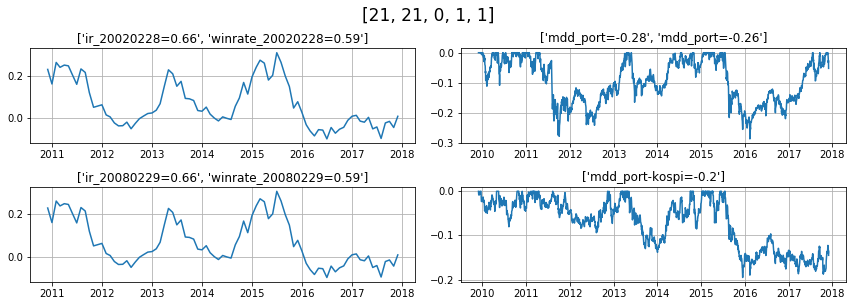 [21, 21, 0, 1, 1]
['ir_20020228=0.66', 'winrate_20020228=0.59']
0.2
0.0
2011 2012 2013 2014 2015 2016 2017 2018
['mdd_port=-0.28', 'mdd_port=-0.26']
0.0
−0.1
−0.2
−0.3
2010 2011 2012 2013 2014 2015 2016 2017 2018
['ir_20080229=0.66', 'winrate_20080229=0.59']
0.2
0.0
2011 2012 2013 2014 2015 2016 2017 2018
['mdd_port-kospi=-0.2']
0.0
−0.1
−0.2
2010 2011 2012 2013 2014 2015 2016 2017 2018